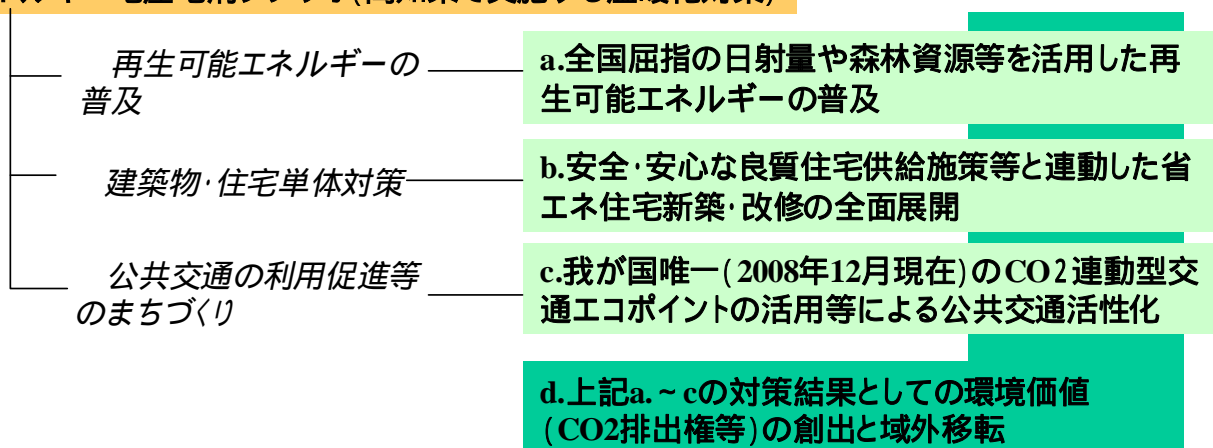 再生可能エネルギーの
普及
a.全国屈指の日射量や森林資源等を活用した再
生可能エネルギーの普及
建築物･住宅単体対策
b.安全･安心な良質住宅供給施策等と連動した省
エネ住宅新築･改修の全面展開
公共交通の利用促進等
のまちづくり
c.我が国唯一(2008年12月現在)のCO2連動型交
通エコポイントの活用等による公共交通活性化
d.上記a.~cの対策結果としての環境価値
(CO2排出権等)の創出と域外移転